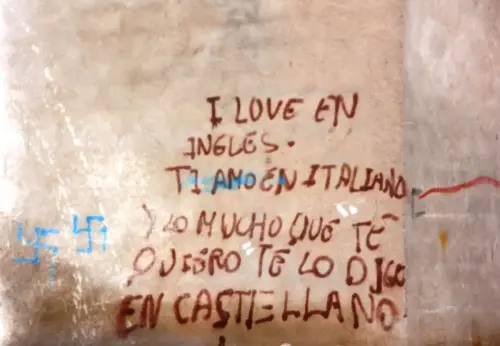 I LOVE EN
INGLES.
TI AMO EN ITALIANO
Y LO MUCHO QUE TE
QUIERO TE LO DIGO
EN CASTELLANO